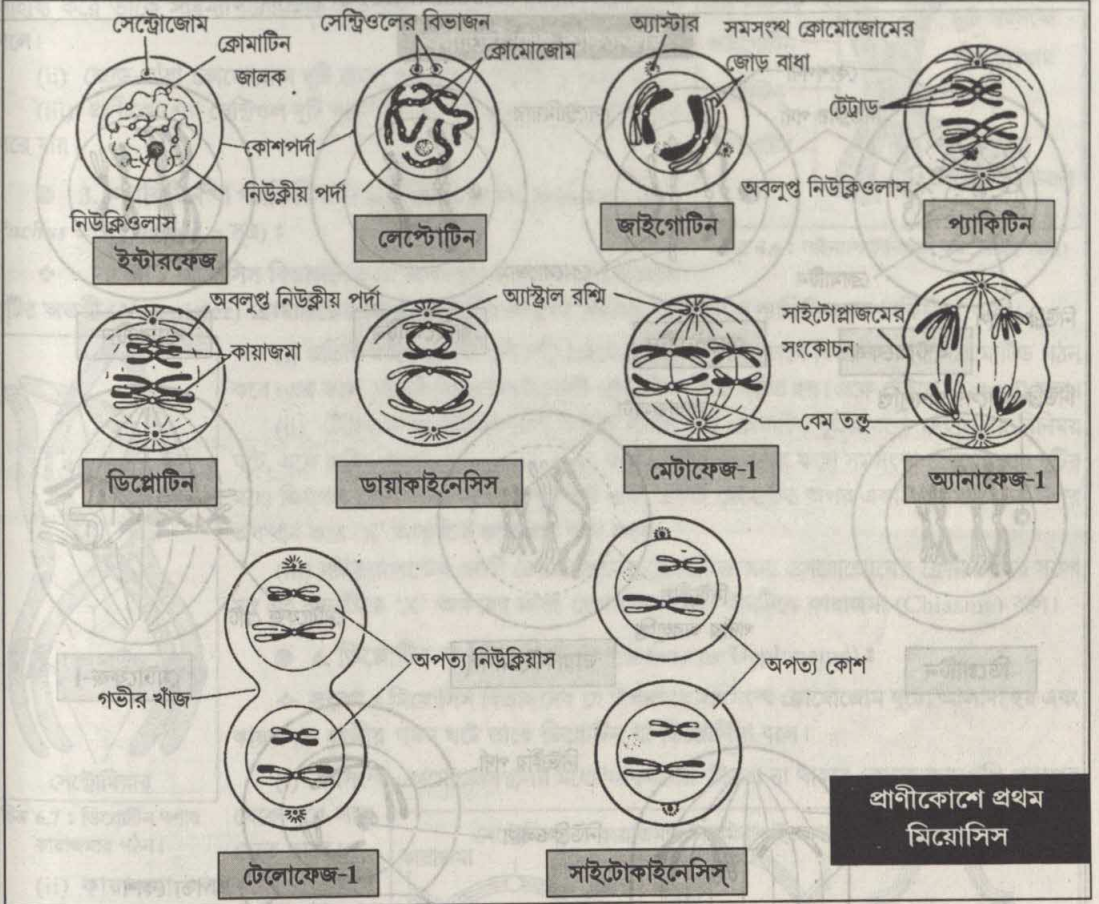 সেন্ট্রোজোম
ক্রোমাটিন
জালক
সেন্ট্রিওলের বিভাজন
ক্রোমোজোম
অ্যাস্টার
সমসংস্থ ক্রোমোজোমের
জোড় বাধা
টেট্রাড
কোশপর্দা
নিউক্লীয় পর্দা
নিউক্লিওলাস
অবলুপ্ত নিউক্লিওলাস
ইন্টারফেজ
লেপ্টোটিন
জাইগোটিন
প্যাকিটিন
অবলুপ্ত নিউক্লীয় পর্দা
কায়াজমা
অ্যাস্ট্রাল রশ্মি
সাইটোপ্লাজমের
সংকোচন
বেম তন্তু
ডিপ্লোটিন
ডায়াকাইনেসিস
মেটাফেজ-1
অ্যানাফেজ-1
গভীর খাঁজ
অপত্য নিউক্লিয়াস
অপত্য কোশ
টেলোফেজ-1
সাইটোকাইনেসিস্
প্রাণীকোশে প্রথম
মিয়োসিস